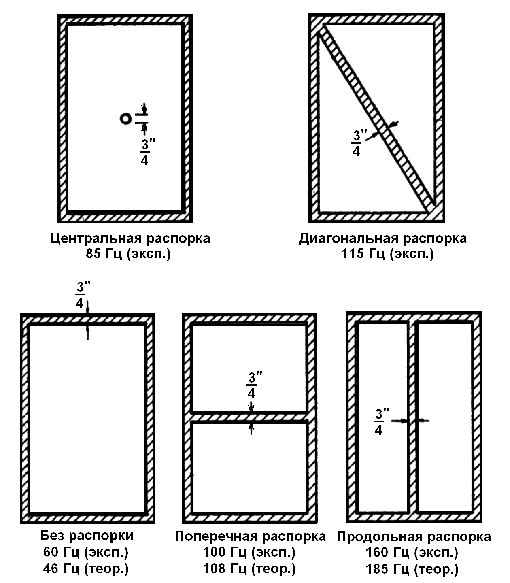 3"
4
Центральная распорка
85 Гц (эксп.)
3"
4
Диагональная распорка
115 Гц (эксп.)
3"
4
Без распорки
60 Гц (эксп.)
46 Гц (теор.)
3"
4
Поперечная распорка
100 Гц (эксп.)
108 Гц (теор.)
3"
4
Продольная распорка
160 Гц (эксп.)
185 Гц (теор.)